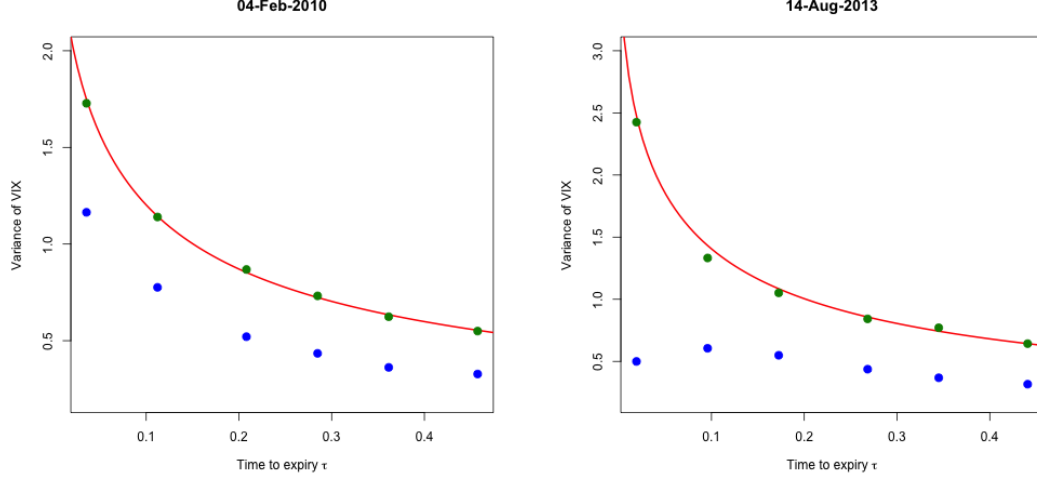 04-Feb-2010
Variance of VIX
2.0
1.5
1.0
0.5
0.1 0.2 0.3 0.4
Time to expiry τ
14-Aug-2013
Variance of VIX
3.0
2.5
2.0
1.5
1.0
0.5
0.1 0.2 0.3 0.4
Time to expiry τ